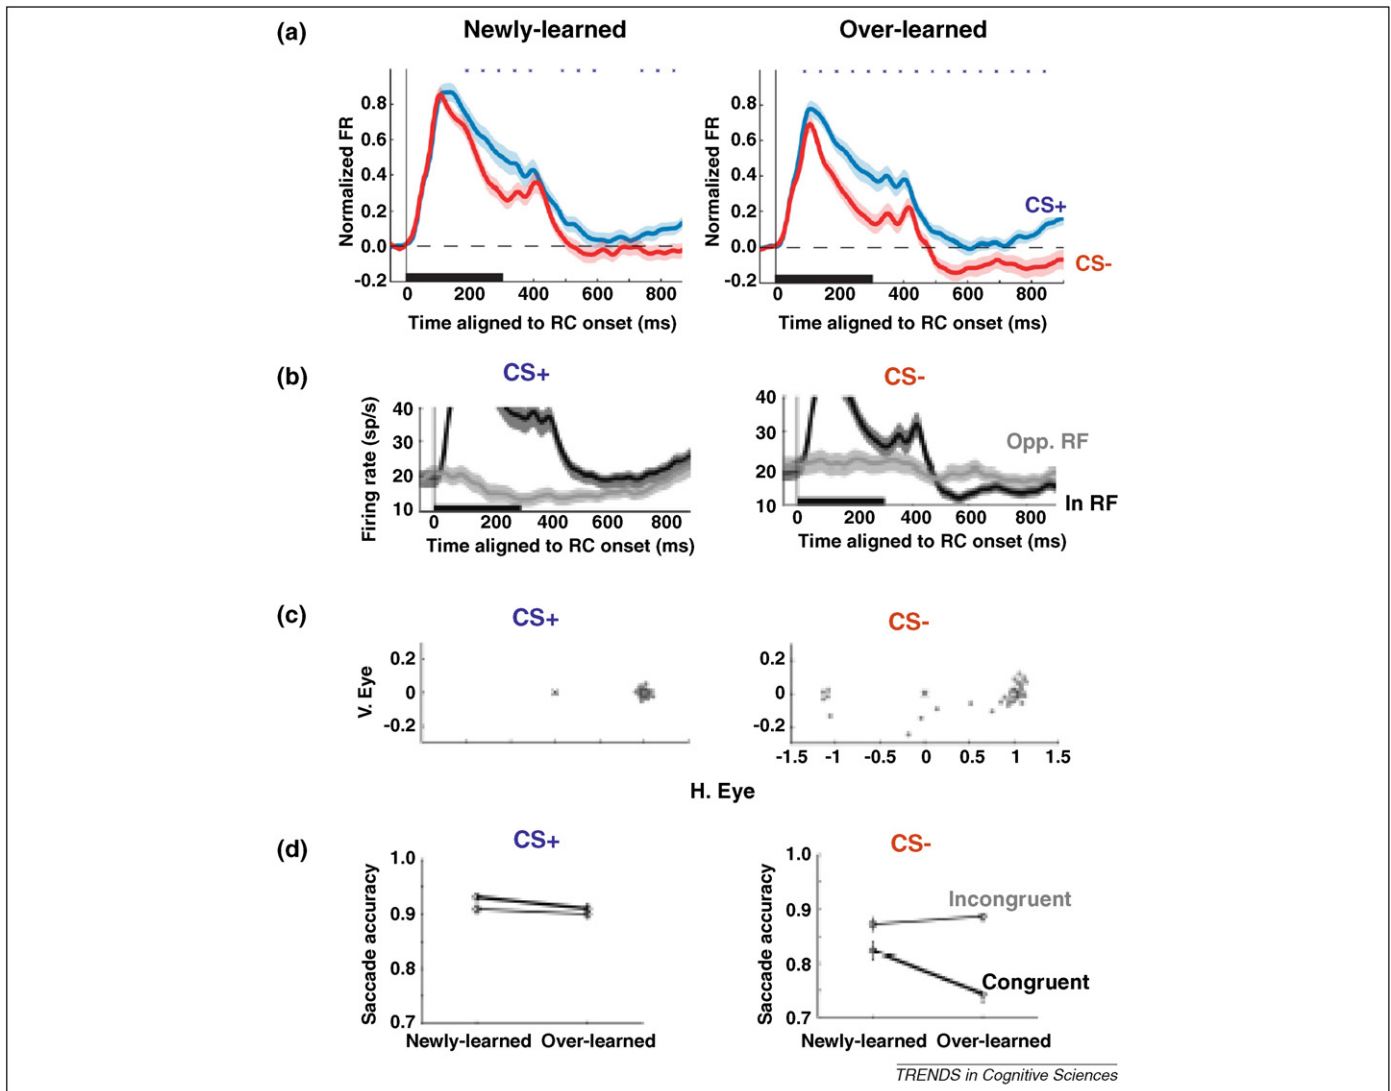 (a)
Newly-learned
Over-learned
Normalized FR
0.8
0.6
0.4
0.2
0.0
-0.2
0 200 400 600 800
Time aligned to RC onset (ms)
Normalized FR
0.8
0.6
0.4
0.2
0.0
-0.2
0 200 400 600 800
Time aligned to RC onset (ms)
CS+
CS-
(b)
CS+
CS-
Firing rate (sp/s)
40
30
20
10
0 200 400 600 800
Time aligned to RC onset (ms)
40
30
20
10
0 200 400 600 800
Time aligned to RC onset (ms)
Opp. RF
In RF
(c)
CS+
CS-
V. Eye
0.2
0
-0.2
0.2
0
-0.2
-1.5 -1 -0.5 0 0.5 1 1.5
H. Eye
(d)
CS+
CS-
Saccade accuracy
1.0
0.9
0.8
0.7
Newly-learned Over-learned
Saccade accuracy
1.0
0.9
0.8
0.7
Incongruent
Congruent
Newly-learned Over-learned
TRENDS in Cognitive Sciences